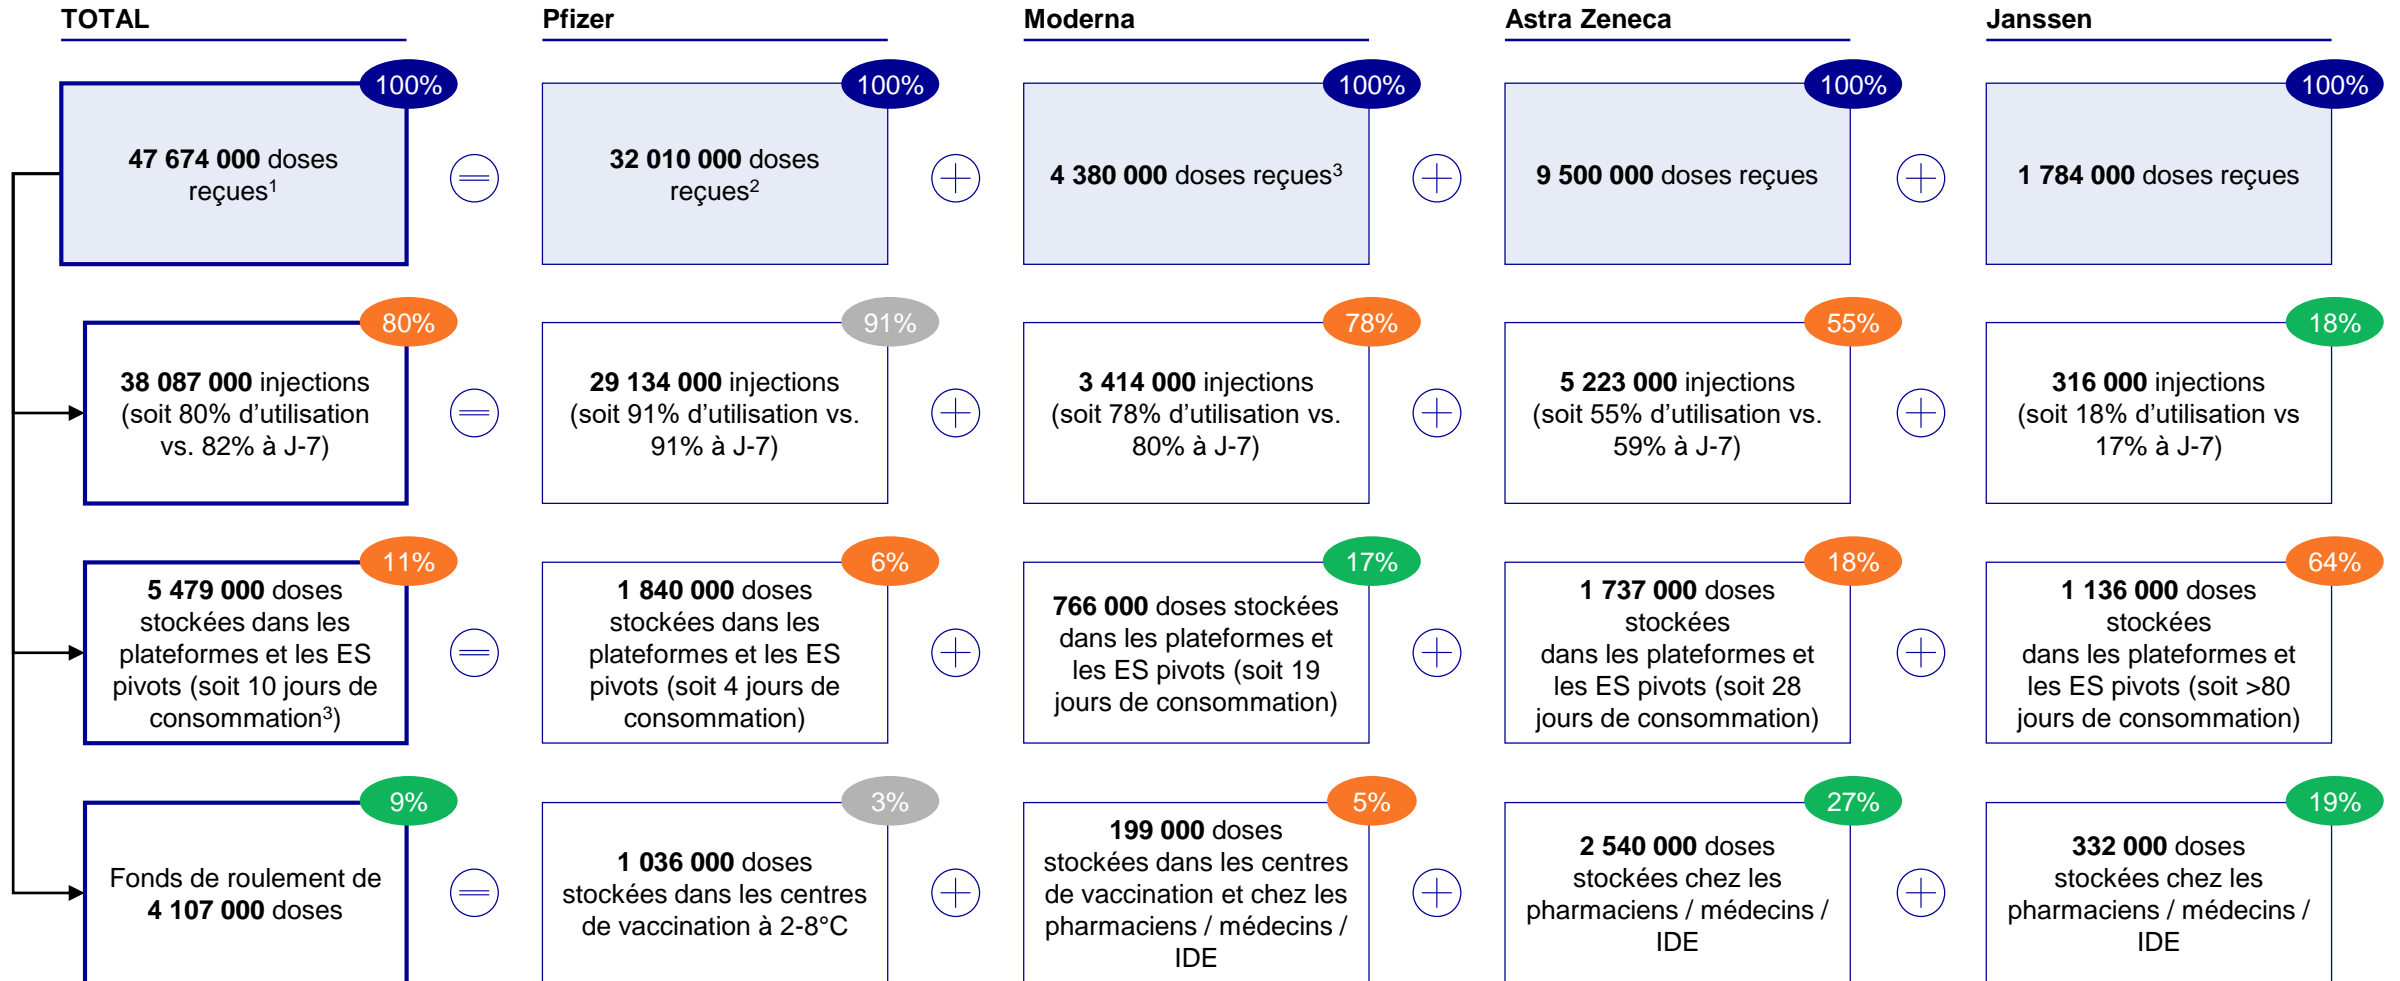 TOTAL
Pfizer
Moderna
Astra Zeneca
Janssen
100%
47 674 000 doses
reçues¹
100%
32 010 000 doses
reçues²
100%
4 380 000 doses reçues³
100%
9 500 000 doses reçues
100%
1 784 000 doses reçues
80%
38 087 000 injections
(soit 80% d’utilisation
vs. 82% à J-7)
91%
29 134 000 injections
(soit 91% d’utilisation vs.
91% à J-7)
78%
3 414 000 injections
(soit 78% d’utilisation vs.
80% à J-7)
55%
5 223 000 injections
(soit 55% d’utilisation vs.
59% à J-7)
18%
316 000 injections
(soit 18% d’utilisation vs
17% à J-7)
11%
5 479 000 doses
stockées dans les
plateformes et les ES
pivots (soit 10 jours de
consommation³)
6%
1 840 000 doses
stockées dans les
plateformes et les ES
pivots (soit 4 jours de
consommation)
17%
766 000 doses stockées
dans les plateformes et
les ES pivots (soit 19
jours de consommation)
18%
1 737 000 doses
stockées
dans les plateformes et
les ES pivots (soit 28
jours de consommation)
64%
1 136 000 doses
stockées
dans les plateformes et
les ES pivots (soit >80
jours de consommation)
9%
Fonds de roulement de
4 107 000 doses
3%
1 036 000 doses
stockées dans les centres
de vaccination à 2-8°C
5%
199 000 doses
stockées dans les centres
de vaccination et chez les
pharmaciens / médecins /
IDE
27%
2 540 000 doses
stockées chez les
pharmaciens / médecins /
IDE
19%
332 000 doses
stockées chez les
pharmaciens / médecins /
IDE